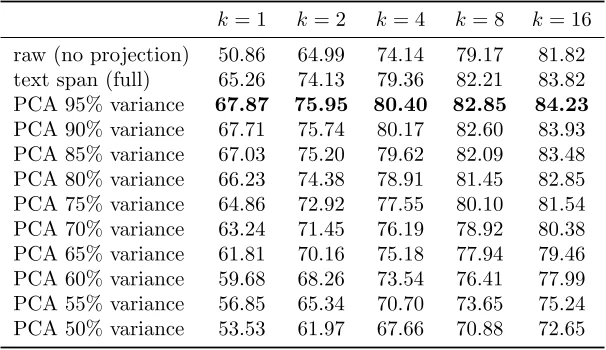 k = 1 k = 2 k = 4 k = 8 k = 16
raw (no projection) 50.86 64.99 74.14 79.17 81.82
text span (full) 65.26 74.13 79.36 82.21 83.82
PCA 95% variance 67.87 75.95 80.40 82.85 84.23
PCA 90% variance 67.71 75.74 80.17 82.60 83.93
PCA 85% variance 67.03 75.20 79.62 82.09 83.48
PCA 80% variance 66.23 74.38 78.91 81.45 82.85
PCA 75% variance 64.86 72.92 77.55 80.10 81.54
PCA 70% variance 63.24 71.45 76.19 78.92 80.38
PCA 65% variance 61.81 70.16 75.18 77.94 79.46
PCA 60% variance 59.68 68.26 73.54 76.41 77.99
PCA 55% variance 56.85 65.34 70.70 73.65 75.24
PCA 50% variance 53.53 61.97 67.66 70.88 72.65